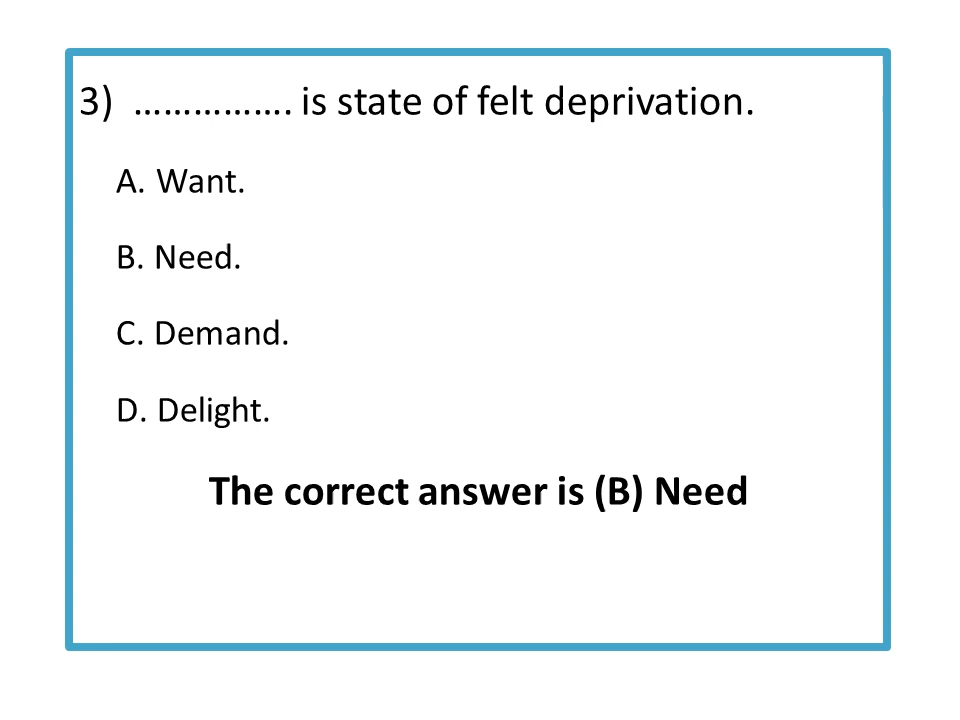 3) ……………. is state of felt deprivation.
A. Want.
B. Need.
C. Demand.
D. Delight.
The correct answer is (B) Need